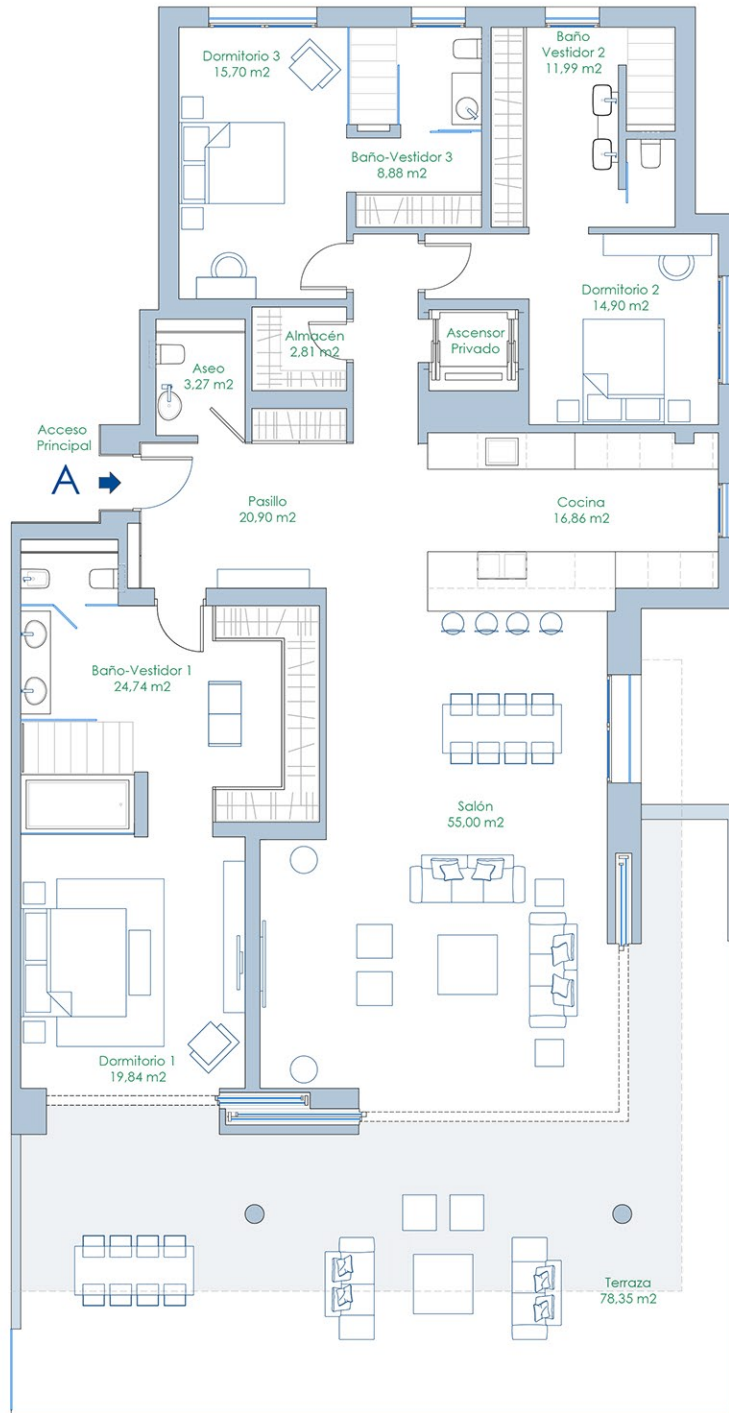 Dormitorio 3
15,70 m2
Baño
Vestidor 2
11,99 m2
Baño-Vestidor 3
8,88 m2
Dormitorio 2
14,90 m2
Almacén
2,81 m2
Ascensor
Privado
Aseo
3,27 m2
Acceso
Principal
A
Pasillo
20,90 m2
Cocina
16,86 m2
Baño-Vestidor 1
24,74 m2
Salón
55,00 m2
Dormitorio 1
19,84 m2
Terraza
78,35 m2